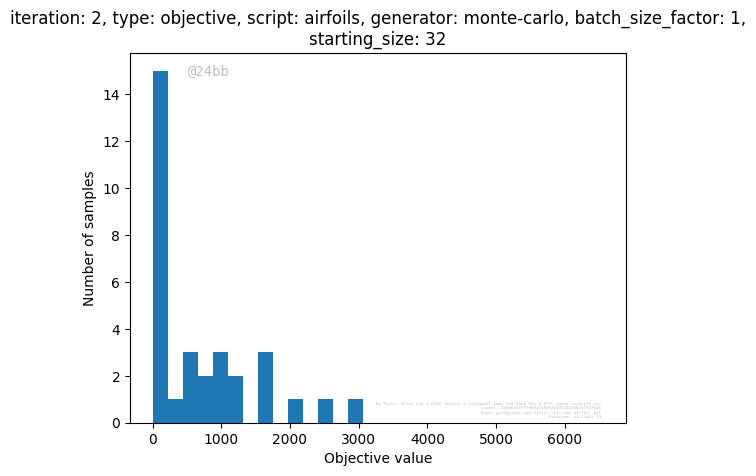 iteration: 2, type: objective, script: airfoils, generator: monte-carlo, batch_size_factor: 1,
starting_size: 32
@24bb
14
12
10
8
6
4
2
0
Number of samples
0 1000 2000 3000 4000 5000 6000
Objective value